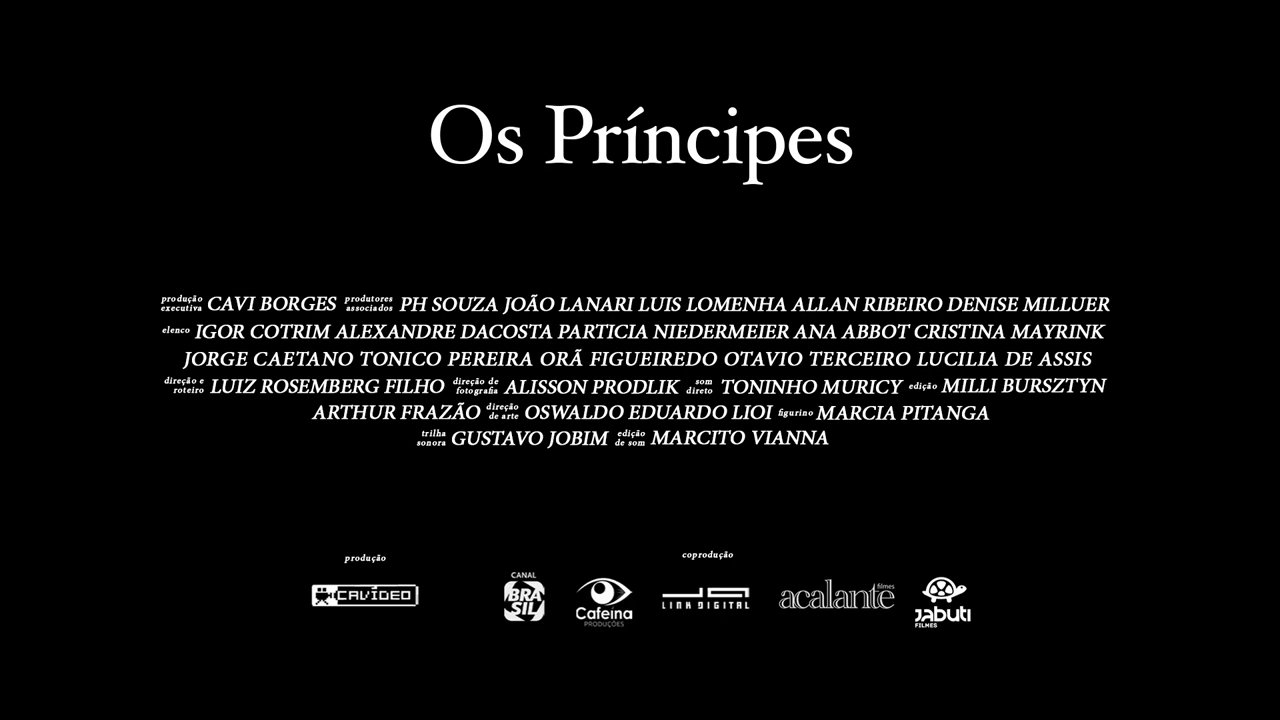 Os Príncipes
produção executiva CAVI BORGES produtores associados PH SOUZA JOÃO LANARI LUIS LOMENHA ALLAN RIBEIRO DENISE MILLUER
elenco IGOR COTRIM ALEXANDRE DACOSTA PARTICIA NIEDERMEIER ANA ABBOT CRISTINA MAYRINK
JORGE CAETANO TONICO PEREIRA ORÃ FIGUEIREDO OTAVIO TERCEIRO LUCILIA DE ASSIS
direção e roteiro LUIZ ROSEMBERG FILHO direção de fotografia ALISSON PRODLIK som direto TONINHO MURICY edição MILLI BURSZTYN
ARTHUR FRAZÃO direção de arte OSWALDO EDUARDO LIOI figurino MARCIA PITANGA
trilha sonora GUSTAVO JOBIM edição de som MARCITO VIANNA
produção
coprodução
CAVÍDEO
CANAL BRASIL
Cafeína PRODUÇÕES
LINK DIGITAL
acalante filmes
JABUTI FILMES